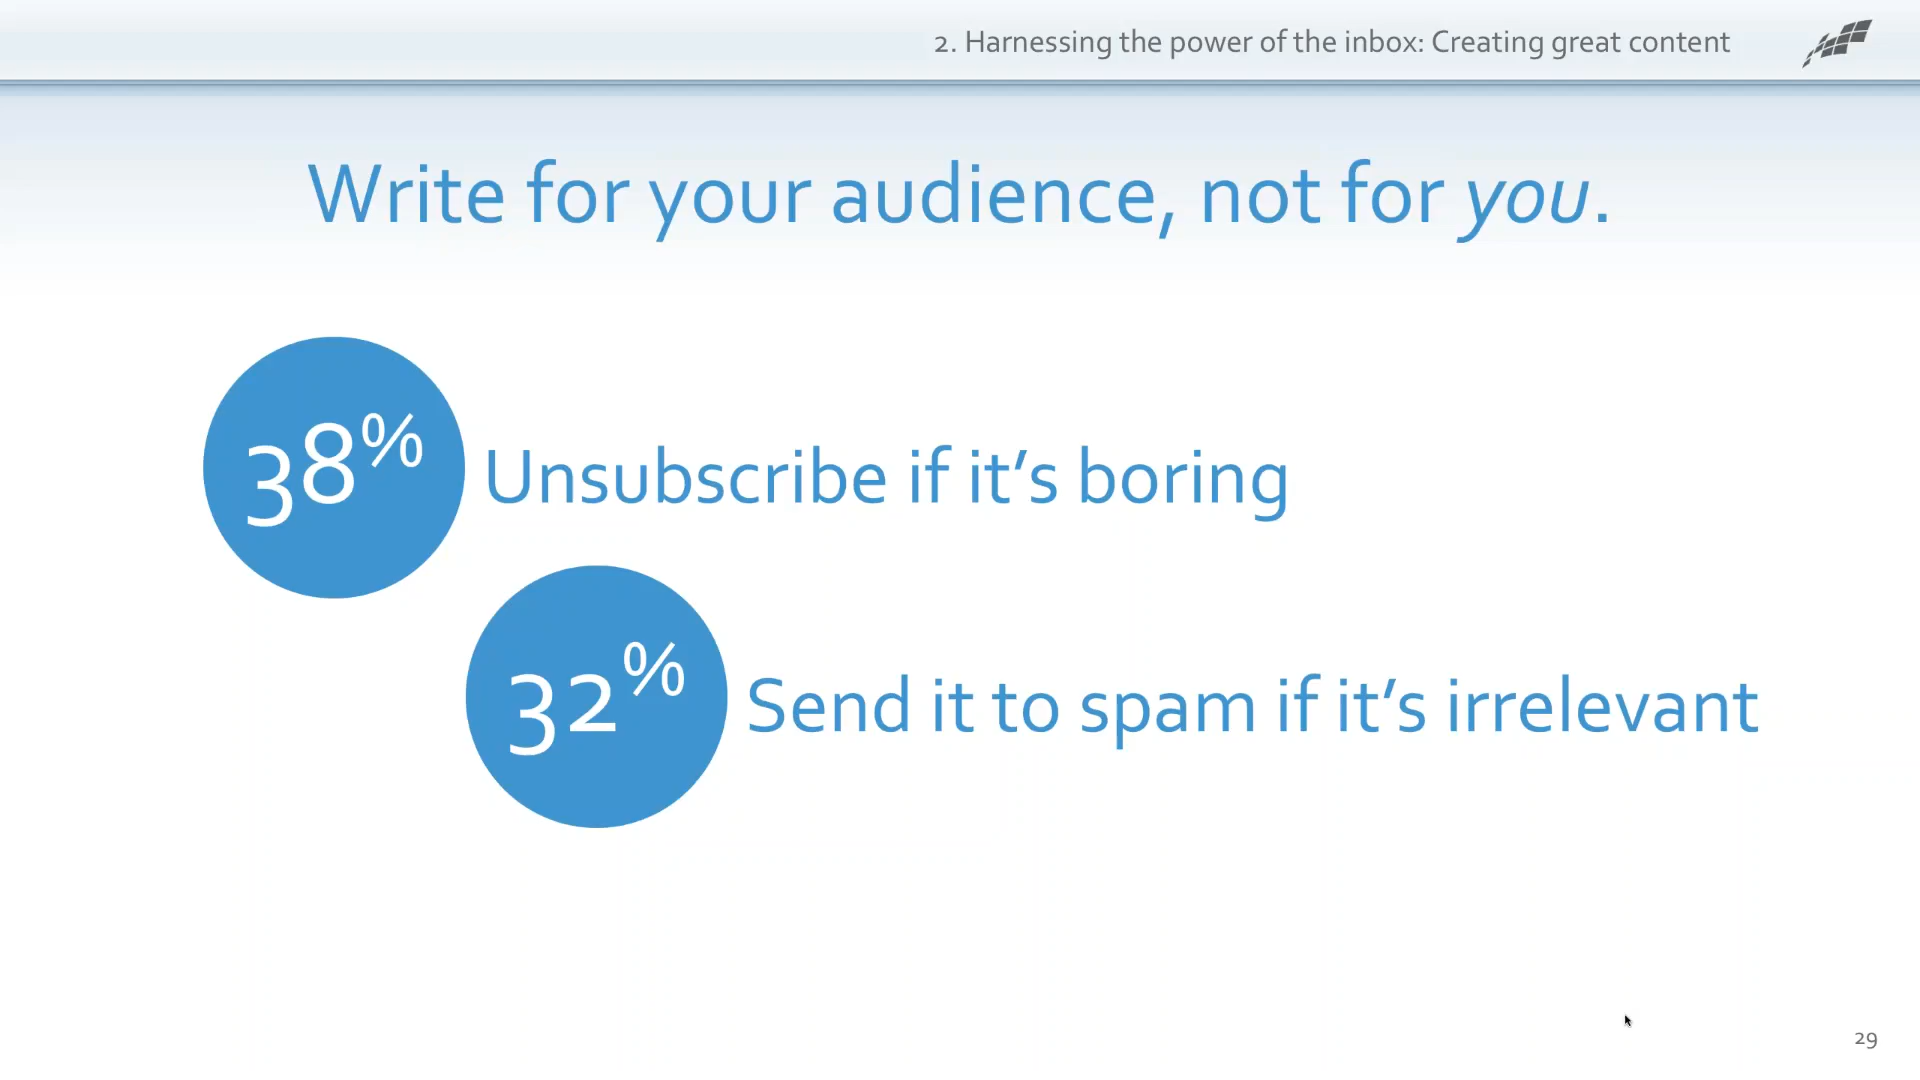 2. Harnessing the power of the inbox: Creating great content
Write for your audience, not for you.
38%
Unsubscribe if it’s boring
32%
Send it to spam if it’s irrelevant
29